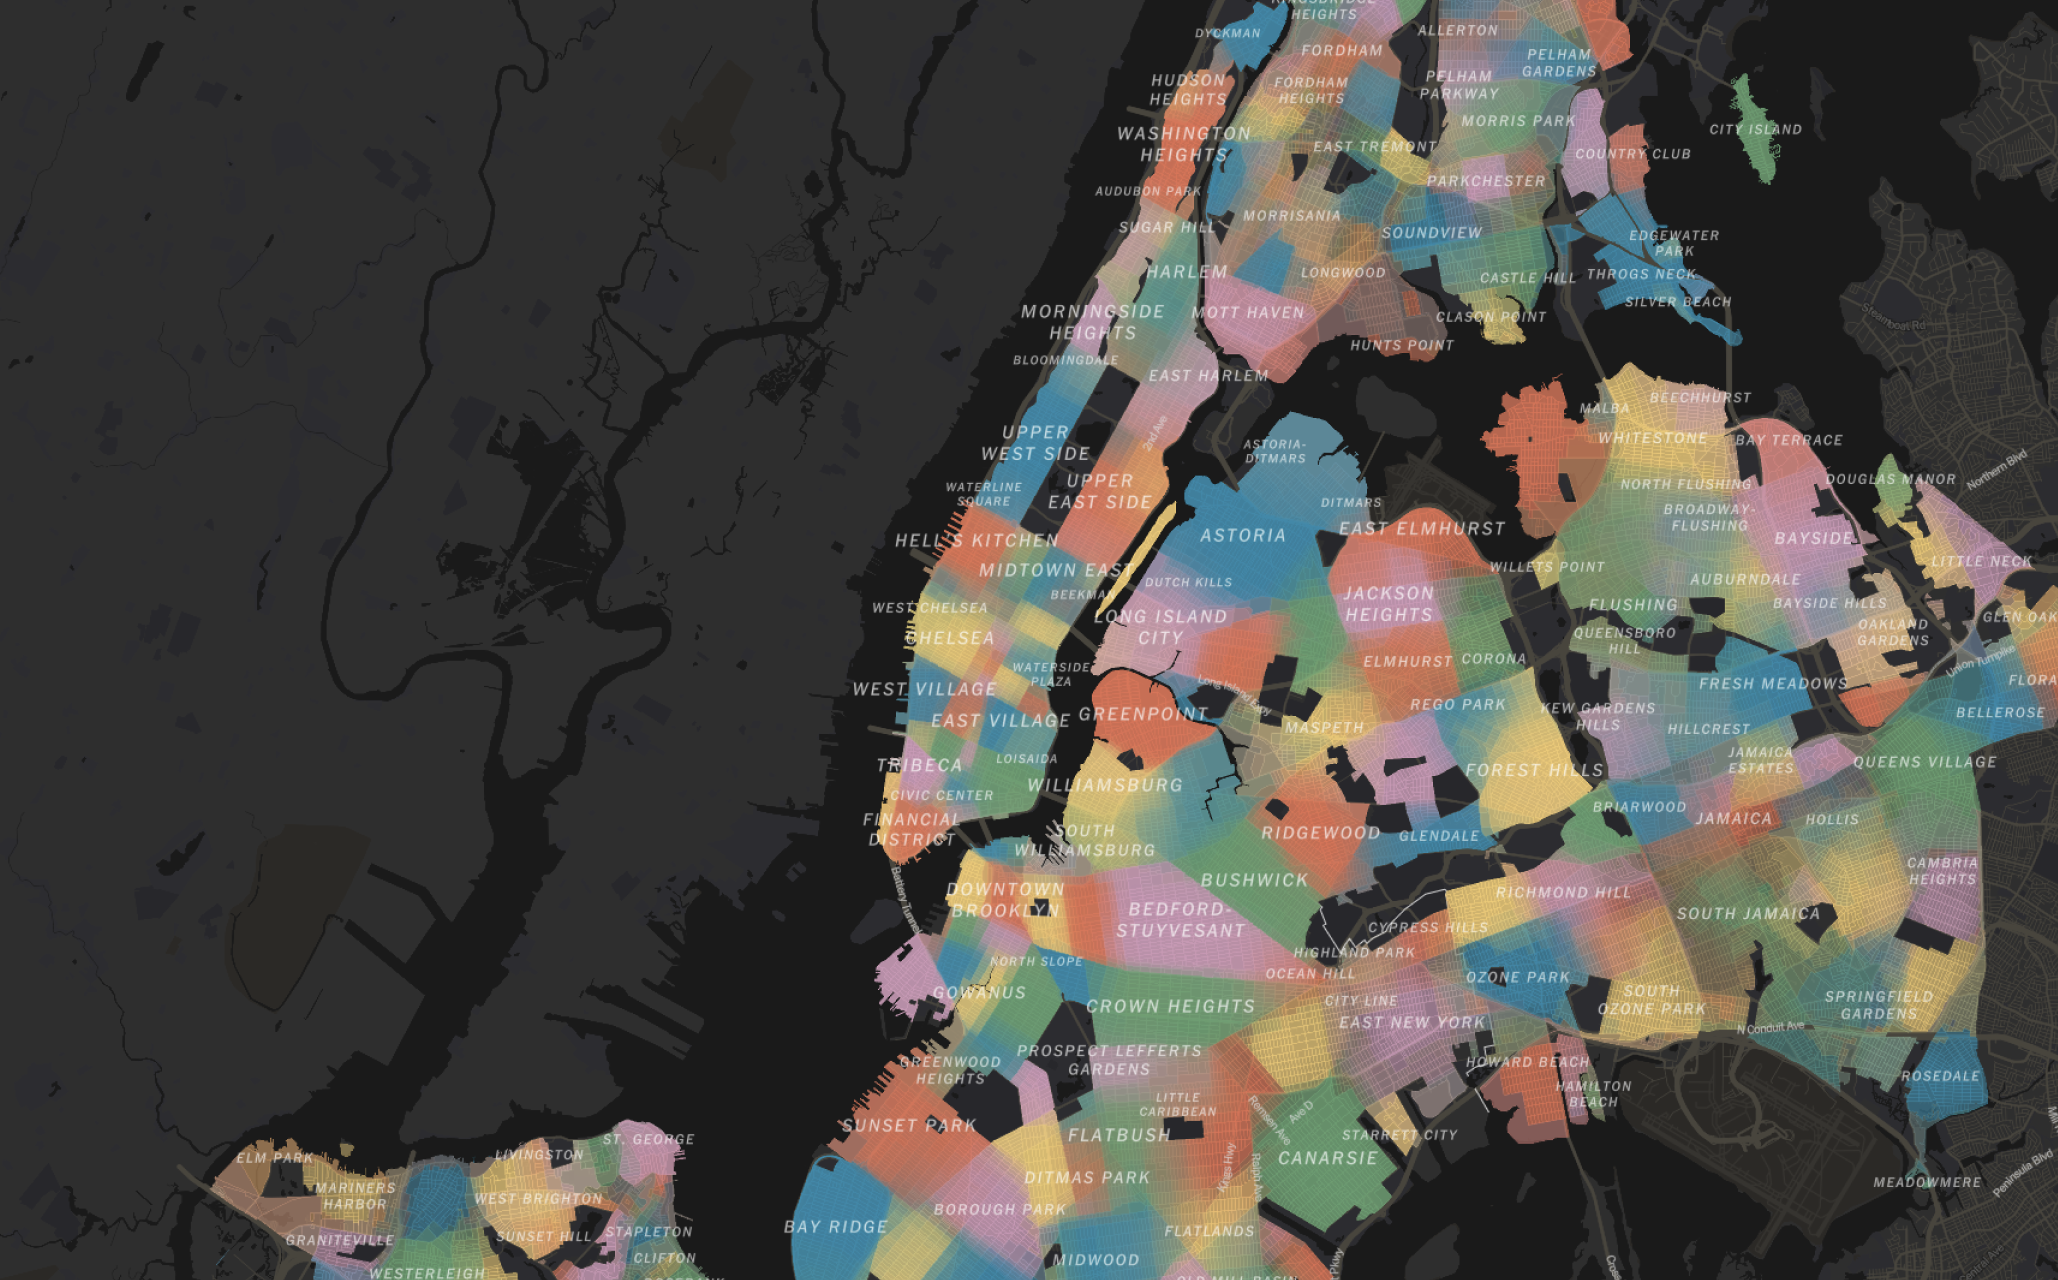 KINGSBRIDGE
HEIGHTS
DYCKMAN
ALLERTON
FORDHAM
PELHAM
GARDENS
HUDSON
HEIGHTS
FORDHAM
HEIGHTS
PELHAM
PARKWAY
WASHINGTON
HEIGHTS
MORRIS PARK
CITY ISLAND
EAST TREMONT
COUNTRY CLUB
PARKCHESTER
AUDUBON PARK
SUGAR HILL
MORRISANIA
SOUNDVIEW
EDGEWATER
PARK
HARLEM
LONGWOOD
CASTLE HILL
THROGS NECK
SILVER BEACH
MORNINGSIDE
HEIGHTS
MOTT HAVEN
CLASON POINT
Steamboat Rd
HUNTS POINT
BLOOMINGDALE
EAST HARLEM
2nd Ave
MALBA
BEECHHURST
UPPER
WEST SIDE
ASTORIA-
DITMARS
WHITESTONE
BAY TERRACE
WATERLINE
SQUARE
UPPER
EAST SIDE
NORTH FLUSHING
DOUGLAS MANOR
Northern Blvd
DITMARS
BROADWAY-
FLUSHING
HELL'S KITCHEN
ASTORIA
EAST ELMHURST
BAYSIDE
MIDTOWN EAST
DUTCH KILLS
WILLETS POINT
AUBURNDALE
LITTLE NECK
BEEKMAN
WEST CHELSEA
JACKSON
HEIGHTS
FLUSHING
BAYSIDE HILLS
GLEN OAK
CHELSEA
LONG ISLAND
CITY
QUEENSBORO
HILL
OAKLAND
GARDENS
WATERSIDE
PLAZA
ELMHURST
CORONA
Union Turnpike
WEST VILLAGE
Long Island Expy
FRESH MEADOWS
FLORA
EAST VILLAGE
GREENPOINT
MASPETH
REGO PARK
KEW GARDENS
HILLS
HILLCREST
BELLEROSE
TRIBECA
LOISAIDA
FOREST HILLS
JAMAICA
ESTATES
QUEENS VILLAGE
CIVIC CENTER
WILLIAMSBURG
BRIARWOOD
JAMAICA
HOLLIS
FINANCIAL
DISTRICT
SOUTH
WILLIAMSBURG
RIDGEWOOD
GLENDALE
Battery Tunnel
DOWNTOWN
BROOKLYN
BUSHWICK
RICHMOND HILL
CAMBRIA
HEIGHTS
BEDFORD-
STUYVESANT
CYPRESS HILLS
SOUTH JAMAICA
HIGHLAND PARK
NORTH SLOPE
OCEAN HILL
OZONE PARK
GOWANUS
CROWN HEIGHTS
CITY LINE
SOUTH
OZONE PARK
SPRINGFIELD
GARDENS
EAST NEW YORK
N Conduit Ave
GREENWOOD
HEIGHTS
PROSPECT LEFFERTS
GARDENS
HOWARD BEACH
HAMILTON
BEACH
ROSEDALE
LITTLE
CARIBBEAN
Remsen Ave
Ave D
SUNSET PARK
FLATBUSH
STARRETT CITY
ST. GEORGE
ELM PARK
LIVINGSTON
CANARSIE
Kings Hwy
Ralph Ave
DITMAS PARK
MEADOWMERE
Peninsula Blvd
MARINERS
HARBOR
WEST BRIGHTON
BAY RIDGE
BOROUGH PARK
GRANITEVILLE
SUNSET HILL
STAPLETON
FLATLANDS
CLIFTON
MIDWOOD
WESTERLEIGH
OLD MILL BASIN